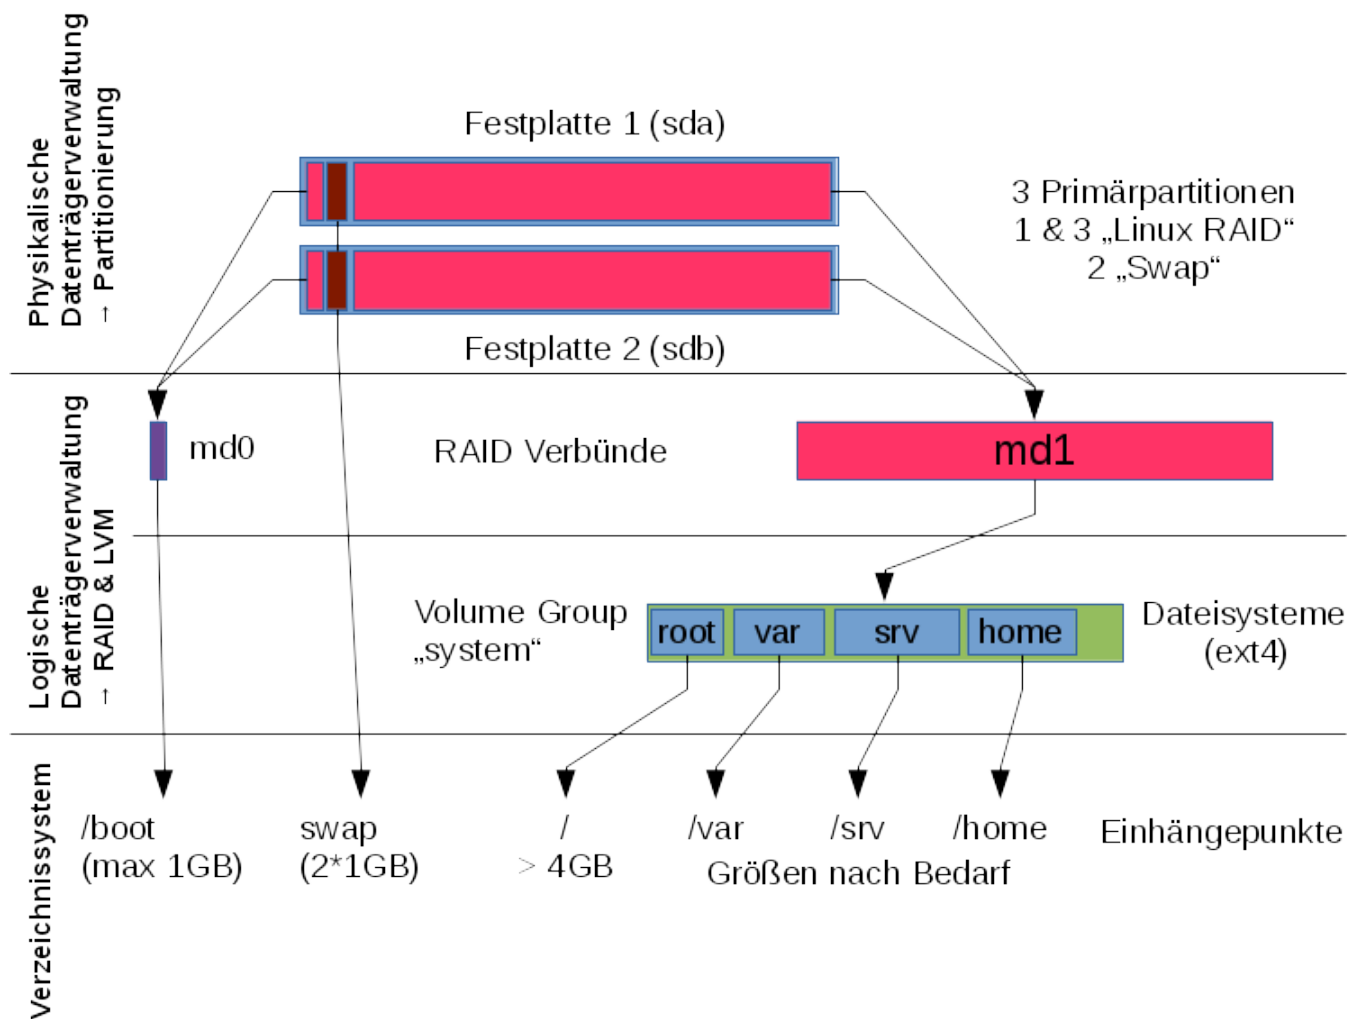 Physikalische
Datenträgerverwaltung
→ Partitionierung
Festplatte 1 (sda)
3 Primärpartitionen
1 & 3 „Linux RAID“
2 „Swap“
Festplatte 2 (sdb)
Logische
Datenträgerverwaltung
→ RAID & LVM
md0
RAID Verbünde
md1
Volume Group
„system“
root
var
srv
home
Dateisysteme
(ext4)
Verzeichnissystem
/boot
(max 1GB)
swap
(2*1GB)
/
> 4GB
/var
/srv
/home
Größen nach Bedarf
Einhängepunkte